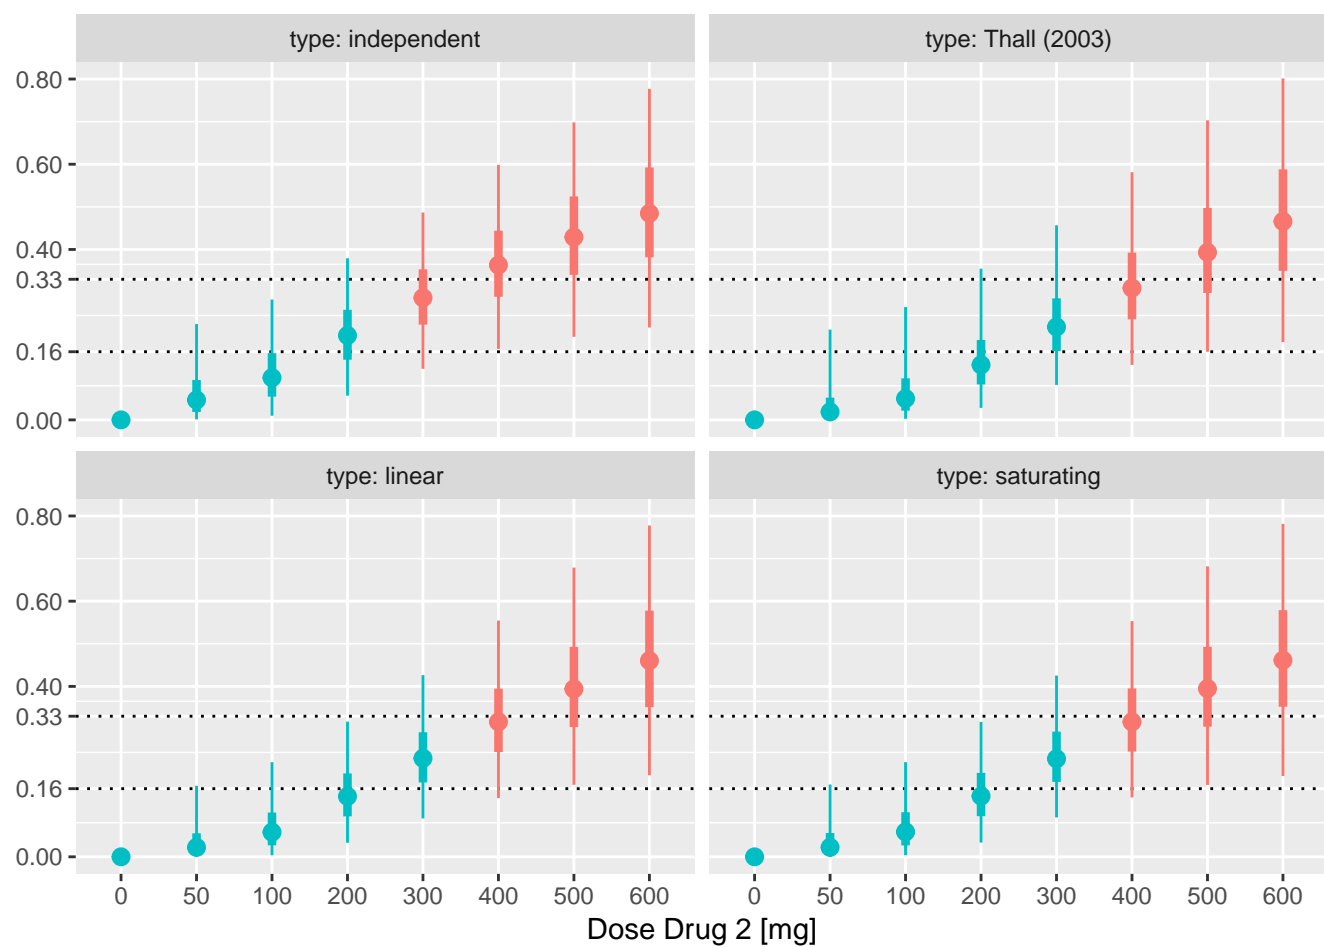 type: independent
type: Thall (2003)
0.80
0.60
0.40
0.33
0.16
0.00
type: linear
type: saturating
0.80
0.60
0.40
0.33
0.16
0.00
0 50 100 200 300 400 500 600
0 50 100 200 300 400 500 600
Dose Drug 2 [mg]